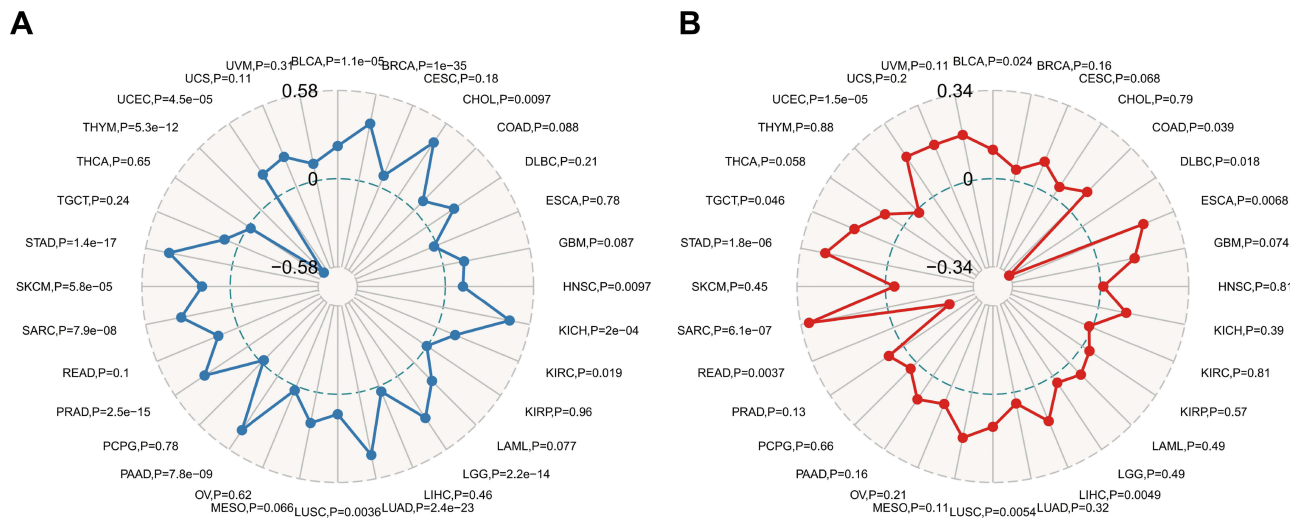 A
BLCA,P=1.1e−05
BRCA,P=1e−35
CESC,P=0.18
CHOL,P=0.0097
COAD,P=0.088
DLBC,P=0.21
ESCA,P=0.78
GBM,P=0.087
HNSC,P=0.0097
KICH,P=2e−04
KIRC,P=0.019
KIRP,P=0.96
LAML,P=0.077
LGG,P=2.2e−14
LIHC,P=0.46
LUAD,P=2.4e−23
LUSC,P=0.0036
MESO,P=0.066
OV,P=0.62
PAAD,P=7.8e−09
PCPG,P=0.78
PRAD,P=2.5e−15
READ,P=0.1
SARC,P=7.9e−08
SKCM,P=5.8e−05
STAD,P=1.4e−17
TGCT,P=0.24
THCA,P=0.65
THYM,P=5.3e−12
UCEC,P=4.5e−05
UCS,P=0.11
UVM,P=0.31
0.58
0
−0.58
B
BLCA,P=0.024
BRCA,P=0.16
CESC,P=0.068
CHOL,P=0.79
COAD,P=0.039
DLBC,P=0.018
ESCA,P=0.0068
GBM,P=0.074
HNSC,P=0.81
KICH,P=0.39
KIRC,P=0.81
KIRP,P=0.57
LAML,P=0.49
LGG,P=0.49
LIHC,P=0.0049
LUAD,P=0.32
LUSC,P=0.0054
MESO,P=0.11
OV,P=0.21
PAAD,P=0.16
PCPG,P=0.66
PRAD,P=0.13
READ,P=0.0037
SARC,P=6.1e−07
SKCM,P=0.45
STAD,P=1.8e−06
TGCT,P=0.046
THCA,P=0.058
THYM,P=0.88
UCEC,P=1.5e−05
UCS,P=0.2
UVM,P=0.11
0.34
0
−0.34